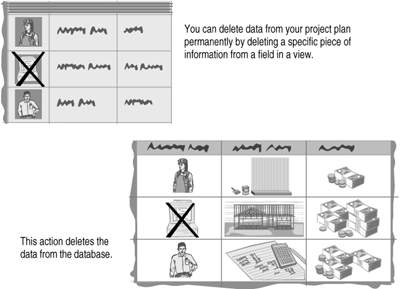 You can delete data from your project plan
permanently by deleting a specific piece of
information from a field in a view.
This action deletes the
data from the database.